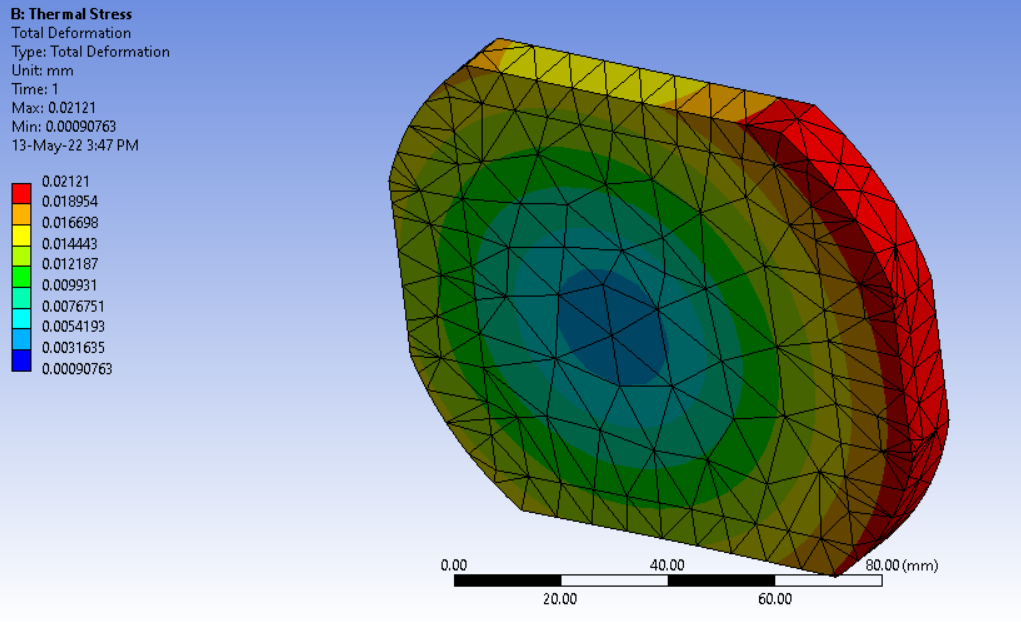 B: Thermal Stress
Total Deformation
Type: Total Deformation
Unit: mm
Time: 1
Max: 0.02121
Min: 0.00090763
13-May-22 3:47 PM
0.02121
0.018954
0.016698
0.014443
0.012187
0.009931
0.0076751
0.0054193
0.0031635
0.00090763
0.00 40.00 80.00 (mm)
20.00 60.00